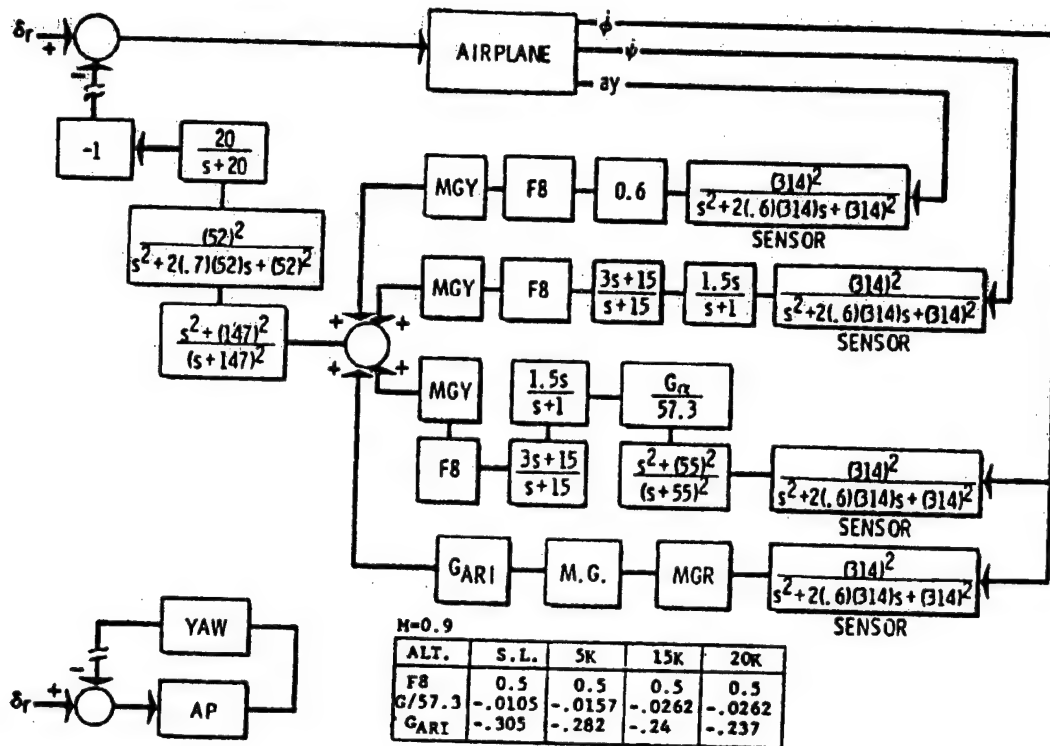 δr + φ̇
AIRPLANE ψ̇
- ay
-1
20
s+20
MGY F8 0.6 (314)²
s²+2(.6)(314)s+(314)²
SENSOR
(52)²
s²+2(.7)(52)s+(52)²
MGY F8 3s+15
s+15
1.5s
s+1
(314)²
s²+2(.6)(314)s+(314)²
SENSOR
s²+(147)²
(s+147)²
+ +
+ +
MGY 1.5s
s+1
Grα
57.3
F8 3s+15
s+15
s²+(55)²
(s+55)²
(314)²
s²+2(.6)(314)s+(314)²
SENSOR
GARI M.G. MGR (314)²
s²+2(.6)(314)s+(314)²
SENSOR
YAW
-
δr + AP
M=0.9
ALT. S.L. 5K 15K 20K
F8 0.5 0.5 0.5 0.5
G/57.3 -.0105 -.0157 -.0262 -.0262
GARI -.305 -.282 -.24 -.237